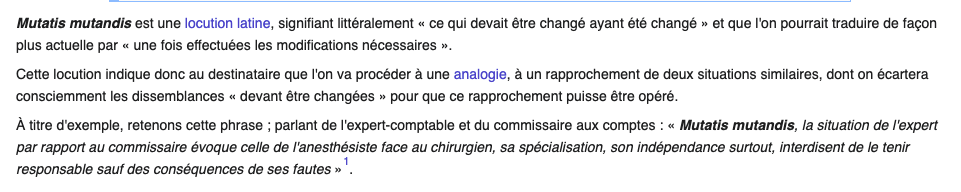 Mutatis mutandis est une locution latine, signifiant littéralement « ce qui devait être changé ayant été changé » et que l'on pourrait traduire de façon
plus actuelle par « une fois effectuées les modifications nécessaires ».
Cette locution indique donc au destinataire que l'on va procéder à une analogie, à un rapprochement de deux situations similaires, dont on écartera
consciemment les dissemblances « devant être changées » pour que ce rapprochement puisse être opéré.
À titre d'exemple, retenons cette phrase ; parlant de l'expert-comptable et du commissaire aux comptes : « Mutatis mutandis, la situation de l'expert
par rapport au commissaire évoque celle de l'anesthésiste face au chirurgien, sa spécialisation, son indépendance surtout, interdisent de le tenir
responsable sauf des conséquences de ses fautes »1.